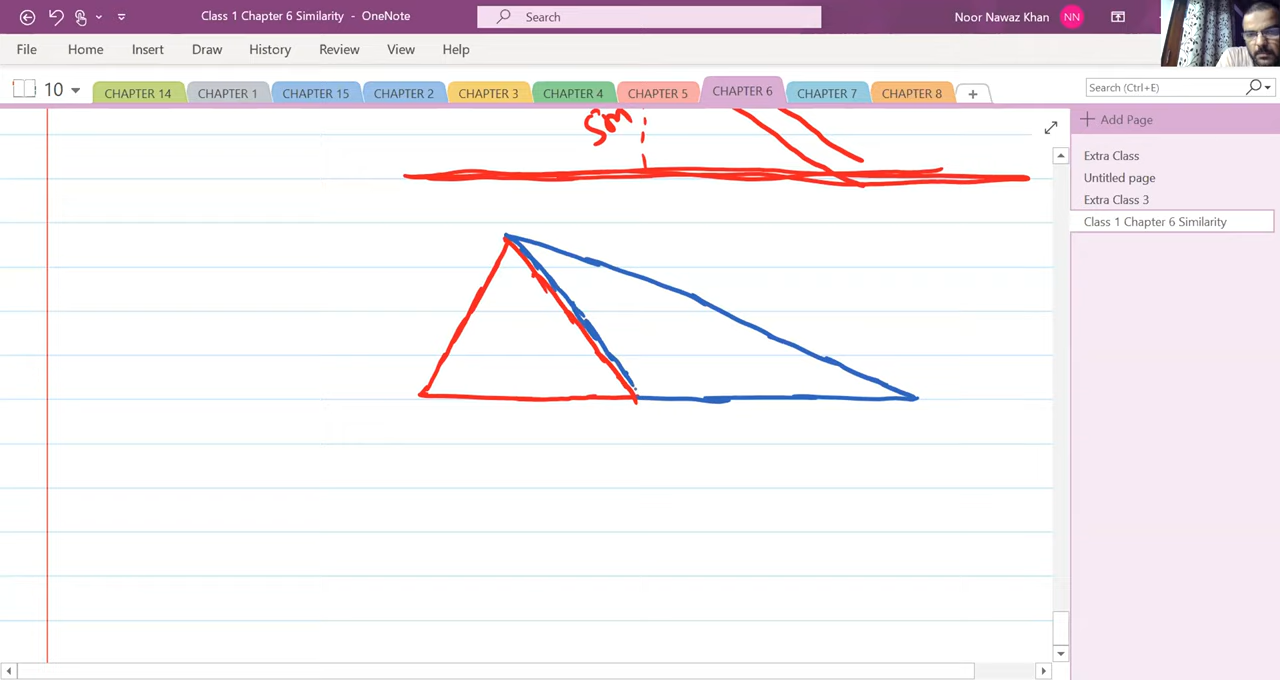 Class 1 Chapter 6 Similarity - OneNote
Search
Noor Nawaz Khan
NN
File Home Insert Draw History Review View Help
10
CHAPTER 14 CHAPTER 1 CHAPTER 15 CHAPTER 2 CHAPTER 3 CHAPTER 4 CHAPTER 5 CHAPTER 6 CHAPTER 7 CHAPTER 8
Search (Ctrl+E)
Add Page
Extra Class
Untitled page
Extra Class 3
Class 1 Chapter 6 Similarity
5m